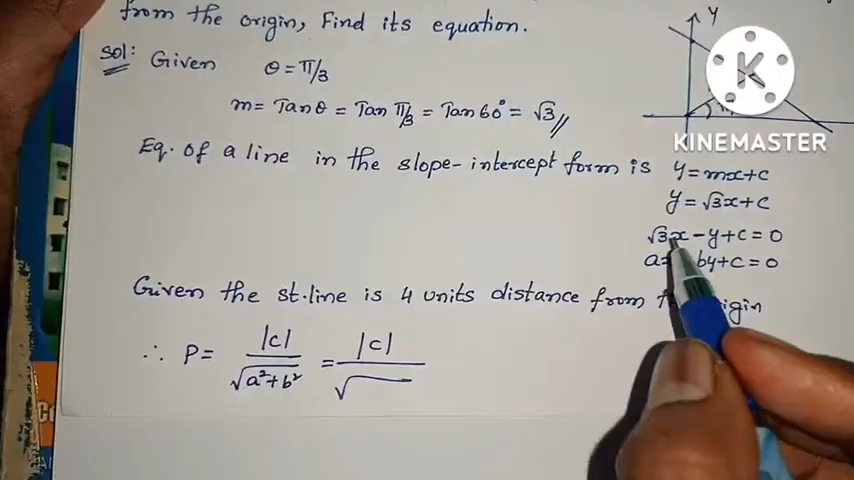 from the origin, Find its equation.
Y
Sol: Given θ = π/3
m = Tanθ = Tan π/3 = Tan 60° = √3 //
K
KINEMASTER
Eq. of a line in the slope-intercept form is y = mx + c
y = √3x + c
√3x - y + c = 0
by + c = 0
Given the st.line is 4 units distance from
∴ P = |c| / √a²+b² = |c| / √